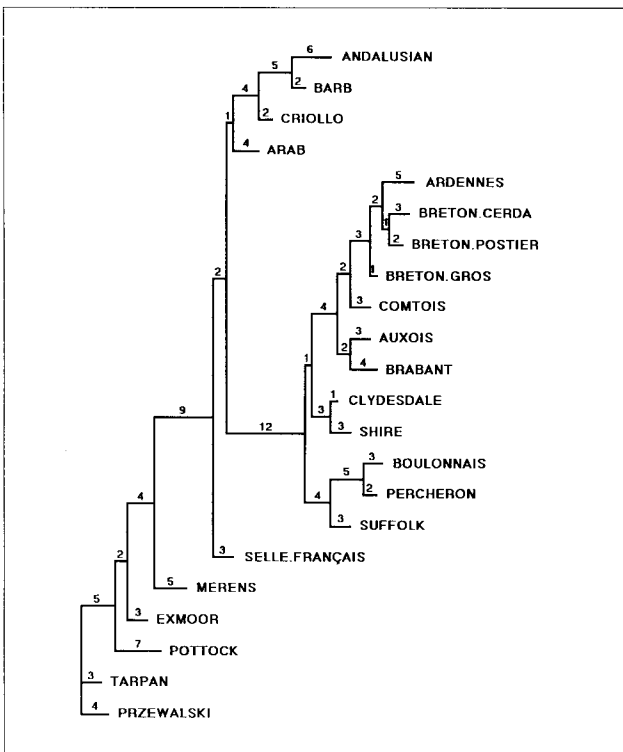 6 ANDALUSIAN
5
2 BARB
4
2 CRIOLLO
1
4 ARAB
5 ARDENNES
2
3 BRETON.CERDA
1
2 BRETON.POSTIER
3
1 BRETON.GROS
2
3 COMTOIS
4
3 AUXOIS
2
4 BRABANT
2
1
1 CLYDESDALE
3
3 SHIRE
9
12
3 BOULONNAIS
5
2 PERCHERON
4
3 SUFFOLK
4
3 SELLE.FRANÇAIS
2
5 MERENS
5
3 EXMOOR
7 POTTOCK
3 TARPAN
4 PRZEWALSKI